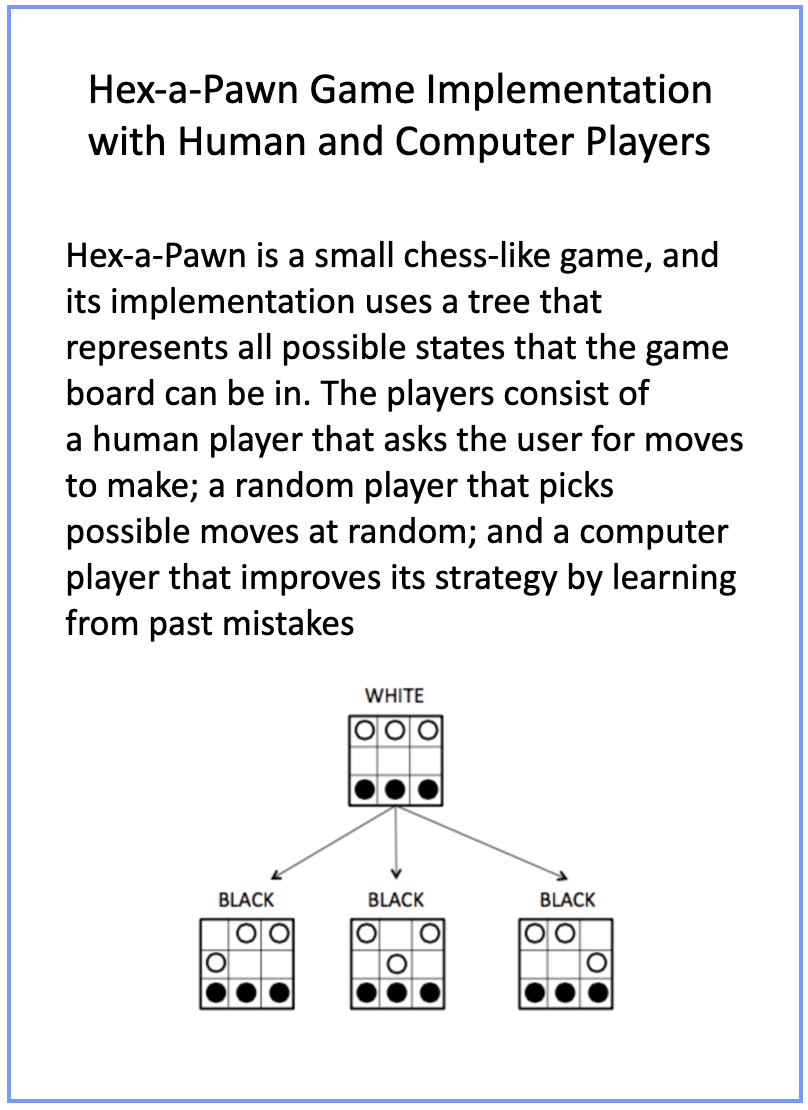 Hex-a-Pawn Game Implementation
with Human and Computer Players
Hex-a-Pawn is a small chess-like game, and
its implementation uses a tree that
represents all possible states that the game
board can be in. The players consist of
a human player that asks the user for moves
to make; a random player that picks
possible moves at random; and a computer
player that improves its strategy by learning
from past mistakes
WHITE
BLACK
BLACK
BLACK